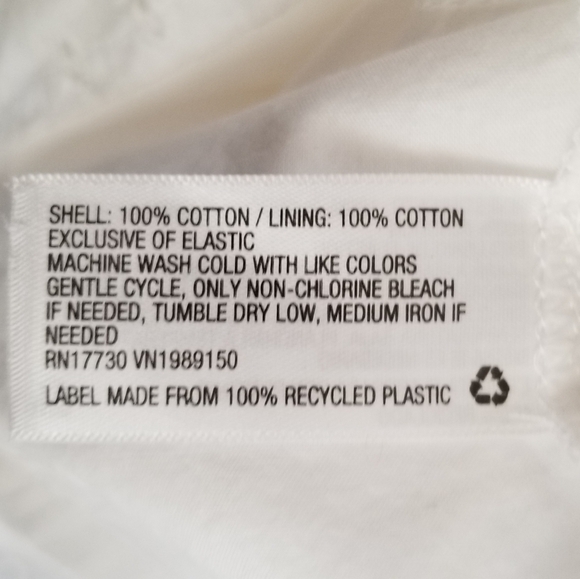 SHELL: 100% COTTON / LINING: 100% COTTON
EXCLUSIVE OF ELASTIC
MACHINE WASH COLD WITH LIKE COLORS
GENTLE CYCLE, ONLY NON-CHLORINE BLEACH
IF NEEDED, TUMBLE DRY LOW, MEDIUM IRON IF
NEEDED
RN17730 VN1989150
LABEL MADE FROM 100% RECYCLED PLASTIC